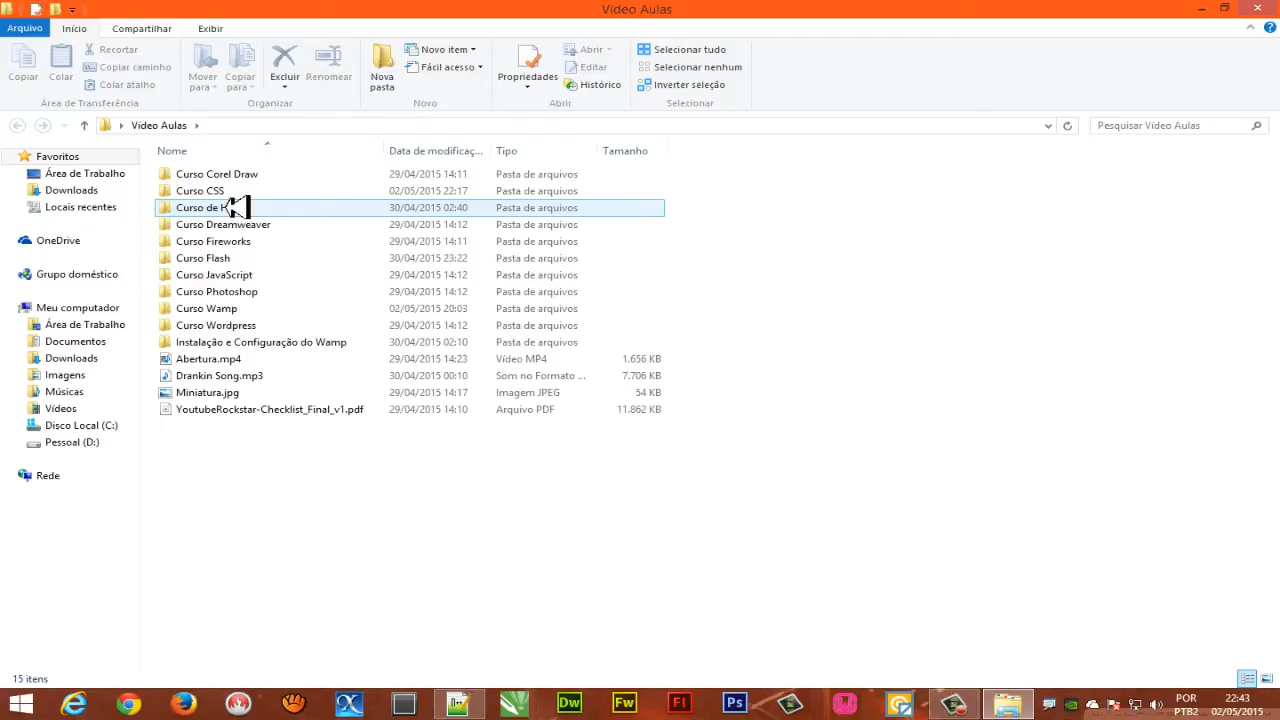 Vídeo Aulas
Arquivo Início Compartilhar Exibir
Copiar
Colar
Recortar
Copiar caminho
Colar atalho
Área de Transferência
Mover para
Copiar para
Excluir
Renomear
Organizar
Nova pasta
Novo item
Fácil acesso
Novo
Propriedades
Abrir
Editar
Histórico
Abrir
Selecionar tudo
Selecionar nenhum
Inverter seleção
Selecionar
Vídeo Aulas
Pesquisar Vídeo Aulas
Favoritos
Área de Trabalho
Downloads
Locais recentes
OneDrive
Grupo doméstico
Meu computador
Área de Trabalho
Documentos
Downloads
Imagens
Músicas
Vídeos
Disco Local (C:)
Pessoal (D:)
Rede
Nome Data de modificaç... Tipo Tamanho
Curso Corel Draw 29/04/2015 14:11 Pasta de arquivos
Curso CSS 02/05/2015 22:17 Pasta de arquivos
Curso de 30/04/2015 02:40 Pasta de arquivos
Curso Dreamweaver 29/04/2015 14:12 Pasta de arquivos
Curso Fireworks 29/04/2015 14:11 Pasta de arquivos
Curso Flash 30/04/2015 23:22 Pasta de arquivos
Curso JavaScript 29/04/2015 14:12 Pasta de arquivos
Curso Photoshop 29/04/2015 14:12 Pasta de arquivos
Curso Wamp 02/05/2015 20:03 Pasta de arquivos
Curso Wordpress 29/04/2015 14:12 Pasta de arquivos
Instalação e Configuração do Wamp 30/04/2015 02:10 Pasta de arquivos
Abertura.mp4 29/04/2015 14:23 Vídeo MP4 1.656 KB
Drankin Song.mp3 30/04/2015 00:10 Som no Formato ... 7.706 KB
Miniatura.jpg 29/04/2015 14:17 Imagem JPEG 54 KB
YoutubeRockstar-Checklist_Final_v1.pdf 29/04/2015 14:10 Arquivo PDF 11.862 KB
15 itens
Dw Fw Fl Ps
POR 22:43
PTB2 02/05/2015